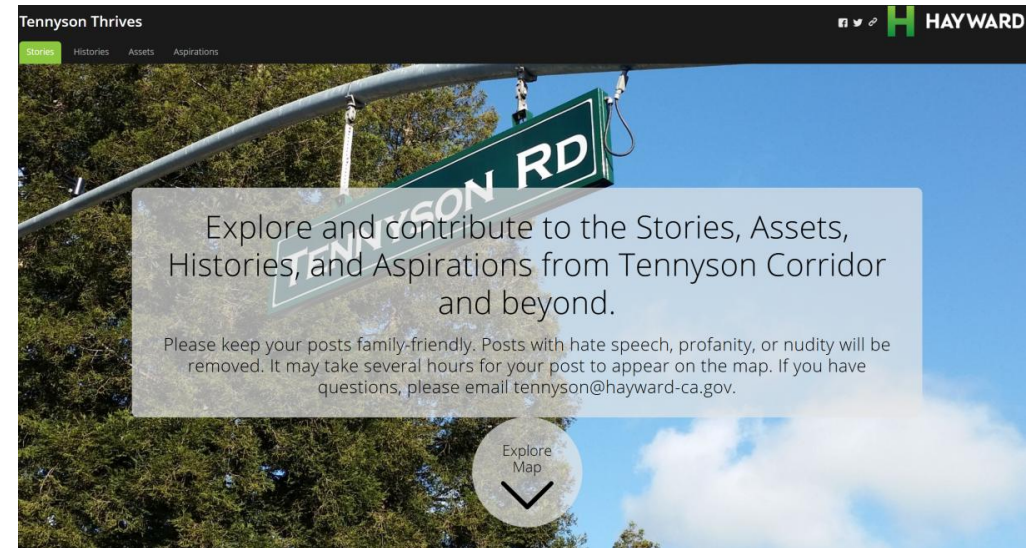 Tennyson Thrives
HAYWARD
Stories Histories Assets Aspirations
TENNYSON RD
Explore and contribute to the Stories, Assets,
Histories, and Aspirations from Tennyson Corridor
and beyond.
Please keep your posts family-friendly. Posts with hate speech, profanity, or nudity will be
removed. It may take several hours for your post to appear on the map. If you have
questions, please email tennyson@hayward-ca.gov.
Explore
Map